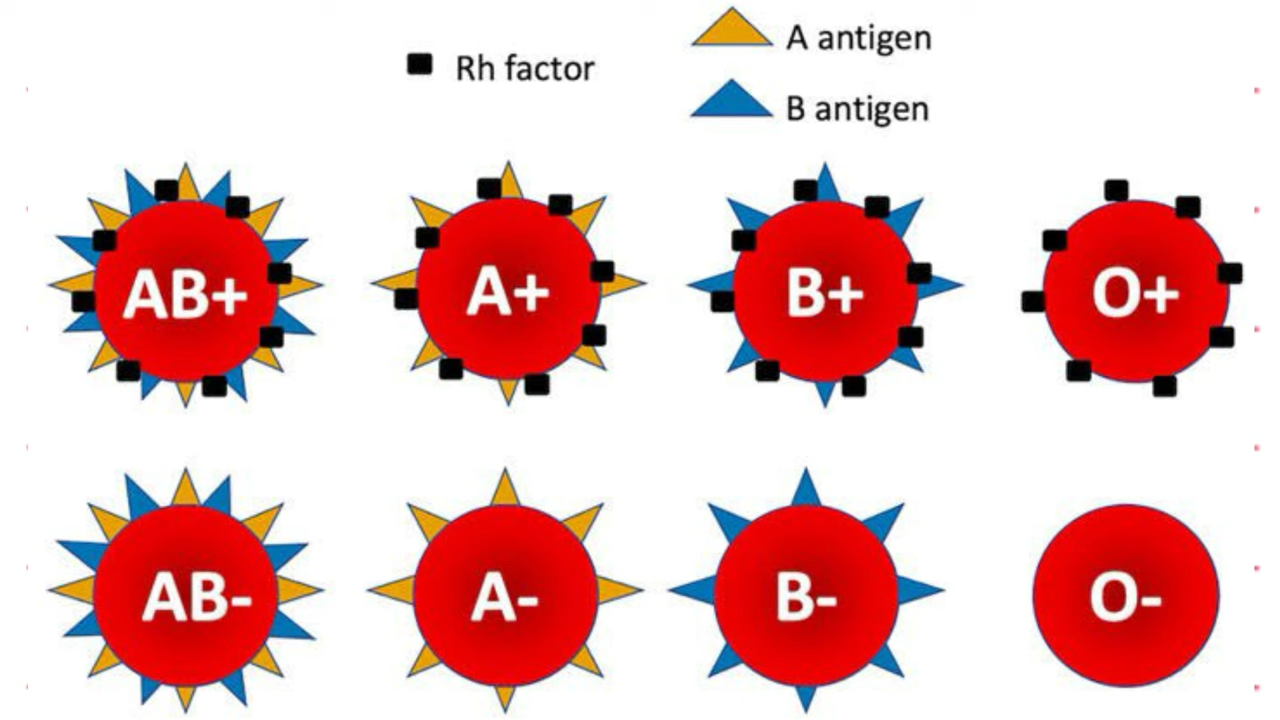 Rh factor
A antigen
B antigen
AB+
A+
B+
O+
AB-
A-
B-
O-